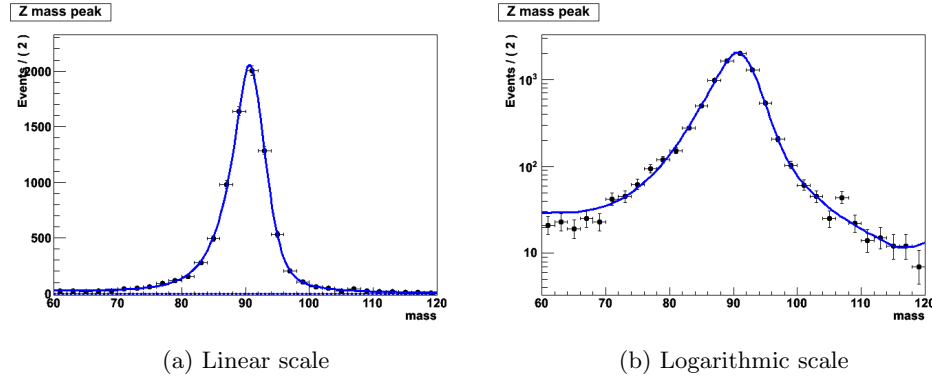 Z mass peak
Events / ( 2 )
2000
1500
1000
500
0
60 70 80 90 100 110 120
mass
(a) Linear scale
Z mass peak
Events / ( 2 )
10³
10²
10
60 70 80 90 100 110 120
mass
(b) Logarithmic scale